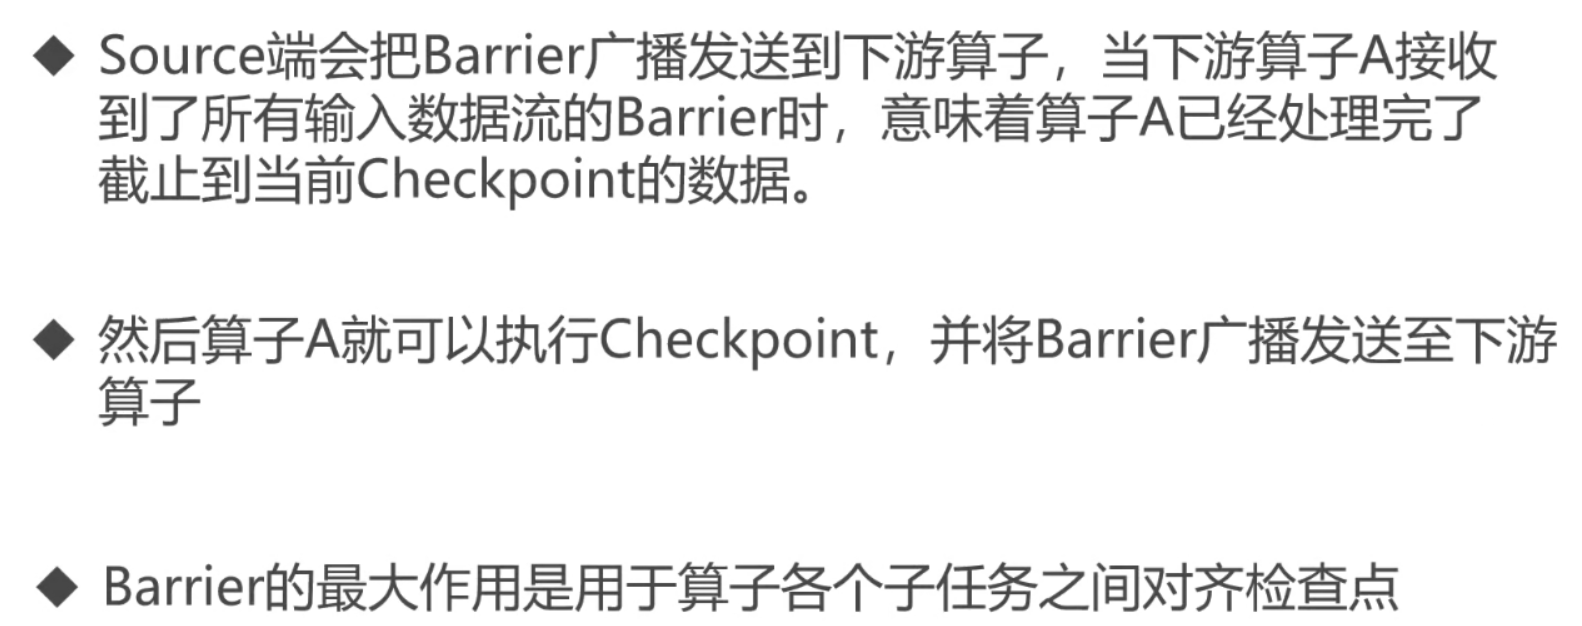 ◆ Source端会把Barrier广播发送到下游算子，当下游算子A接收
到了所有输入数据流的Barrier时，意味着算子A已经处理完了
截止到当前Checkpoint的数据。
◆ 然后算子A就可以执行Checkpoint，并将Barrier广播发送至下游
算子
◆ Barrier的最大作用是用于算子各个子任务之间对齐检查点